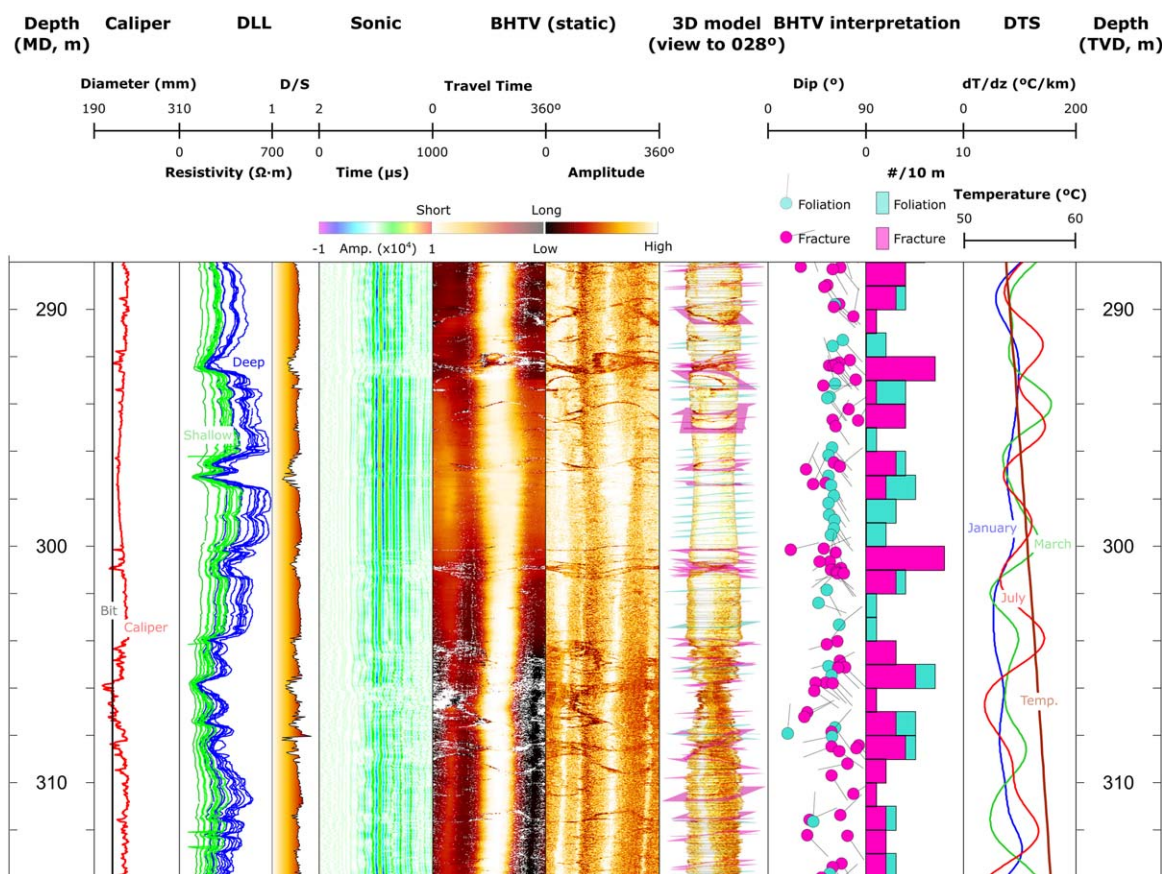 Depth
(MD, m)
Caliper
DLL
Sonic
BHTV (static)
3D model
(view to 028º)
BHTV interpretation
DTS
Depth
(TVD, m)
Diameter (mm)
D/S
Travel Time
Dip (º)
dT/dz (ºC/km)
190 310 1 2 0 360º 0 90 0 200
0 700 0 1000 0 360º 0 10
Resistivity (Ω·m)
Time (µs)
Amplitude
#/10 m
Temperature (ºC)
50 60
Short Long
-1 Amp. (x10⁴) 1 Low High
Foliation Foliation
Fracture Fracture
290 290
Deep
Shallow
300 300
January
March
July
Bit
Caliper
Temp.
310 310